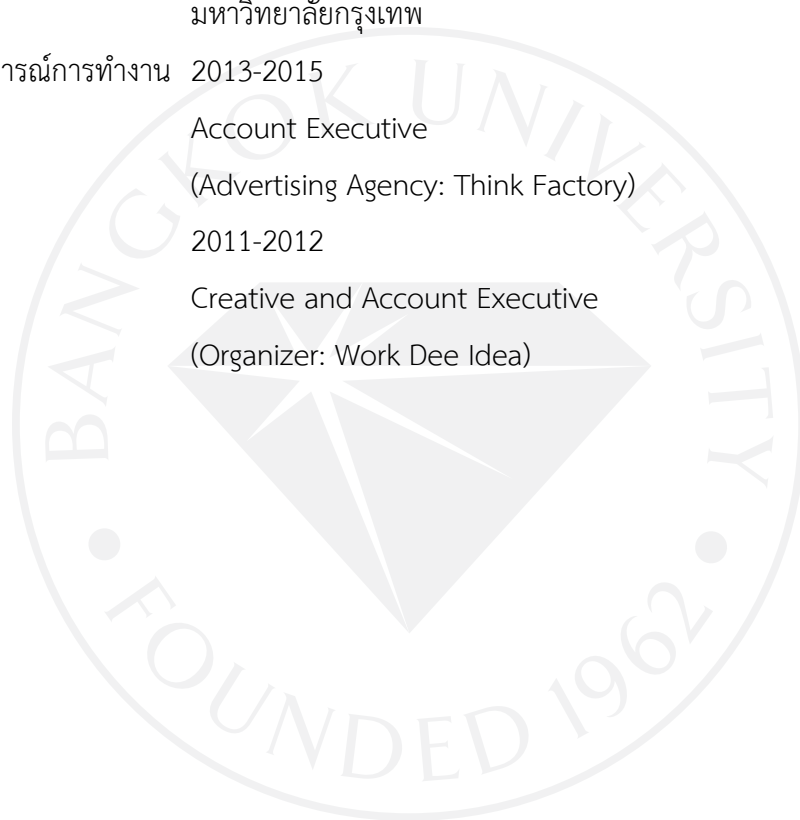 มหาวิทยาลัยกรุงเทพ
ารณ์การทำงาน 2013-2015
Account Executive
(Advertising Agency: Think Factory)
2011-2012
Creative and Account Executive
(Organizer: Work Dee Idea)
BANGKOK UNIVERSITY
FOUNDED 1962